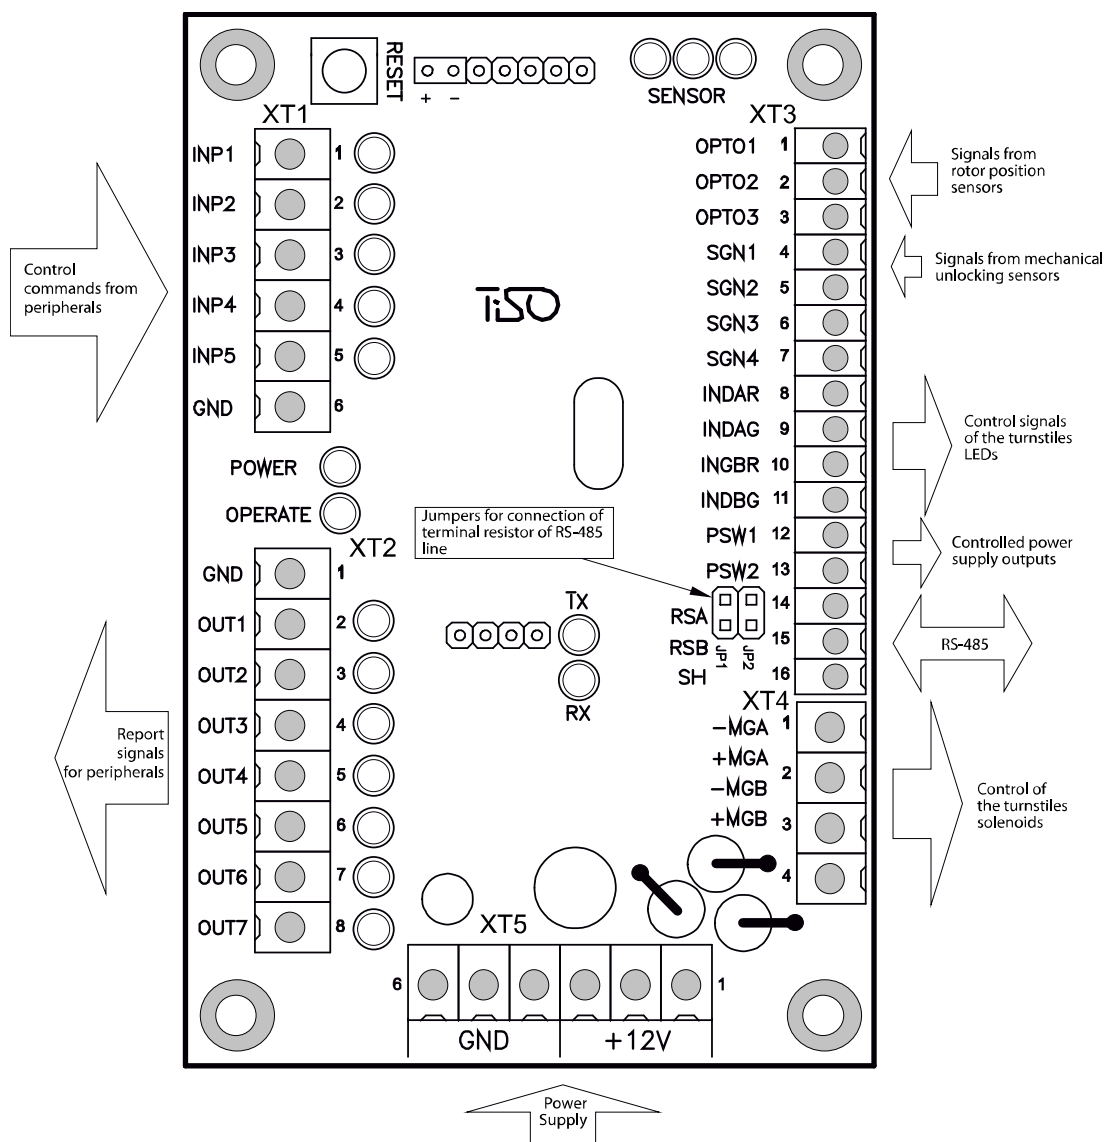 RESET
+ -
SENSOR
XT1
INP1 1
INP2 2
INP3 3
INP4 4
INP5 5
GND 6
Control
commands from
peripherals
TiSO
XT3
OPTO1 1
OPTO2 2
OPTO3 3
SGN1 4
SGN2 5
SGN3 6
SGN4 7
INDAR 8
INDAG 9
INGBR 10
INDBG 11
PSW1 12
PSW2 13
RSA 14
RSB 15
SH 16
JP1
JP2
Signals from
rotor position
sensors
Signals from mechanical
unlocking sensors
Control signals
of the turnstiles
LEDs
Controlled power
supply outputs
RS-485
POWER
OPERATE
Jumpers for connection of
terminal resistor of RS-485
line
XT2
GND 1
OUT1 2
OUT2 3
OUT3 4
OUT4 5
OUT5 6
OUT6 7
OUT7 8
Report
signals
for peripherals
TX
RX
XT4
-MGA 1
+MGA
2
-MGB
+MGB 3
4
Control of
the turnstiles
solenoids
XT5
6 1
GND +12V
Power
Supply